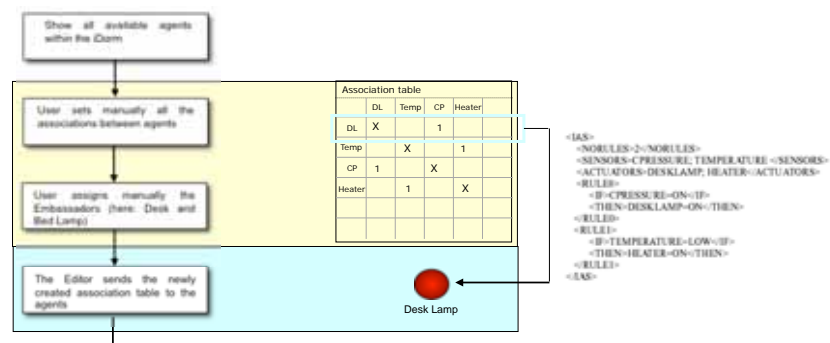 Show all available agents
within the iDorm
User sets manually all the
associations between agents
User assigns manually the
Embassadors (here: Desk and
Bed Lamp)
The Editor sends the newly
created association table to the
agents
Association table
DL Temp CP Heater
DL X 1
Temp X 1
CP 1 X
Heater 1 X
Desk Lamp
<IAS>
<NORULES>2</NORULES>
<SENSORS>CPRESSURE; TEMPERATURE </SENSORS>
<ACTUATORS>DESKLAMP; HEATER</ACTUATORS>
<RULE0>
<IF>CPRESSURE=ON</IF>
<THEN>DESKLAMP=ON</THEN>
</RULE0>
<RULE1>
<IF>TEMPERATURE=LOW</IF>
<THEN>HEATER=ON</THEN>
</RULE1>
</IAS>